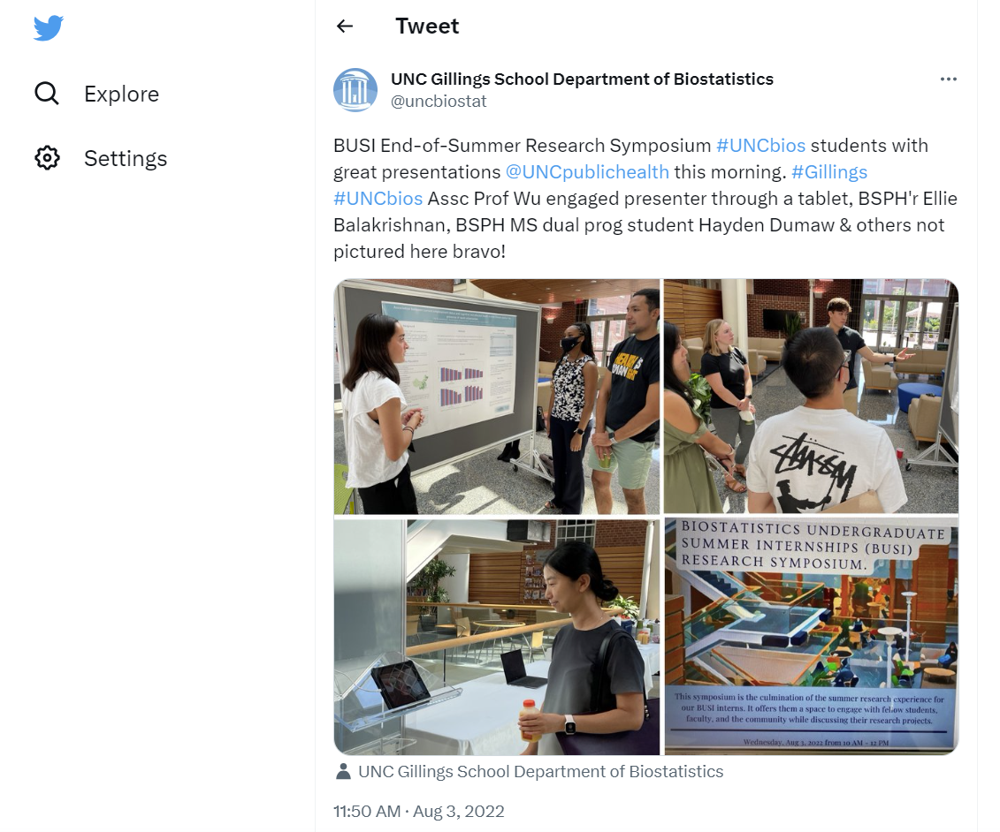 Tweet
Explore
Settings
UNC Gillings School Department of Biostatistics
@uncbiostat
BUSI End-of-Summer Research Symposium #UNCbios students with
great presentations @UNCpublichealth this morning. #Gillings
#UNCbios Assc Prof Wu engaged presenter through a tablet, BSPH'r Ellie
Balakrishnan, BSPH MS dual prog student Hayden Dumaw & others not
pictured here bravo!
STÜSSY
BIOSTATISTICS UNDERGRADUATE
SUMMER INTERNSHIPS (BUSI)
RESEARCH SYMPOSIUM.
This symposium is the culmination of the summer research experience for
our BUSI interns. It offers them a space to engage with fellow students,
faculty, and the community while discussing their research projects.
Wednesday, Aug 3, 2022 from 10 AM - 12 PM
UNC Gillings School Department of Biostatistics
11:50 AM · Aug 3, 2022